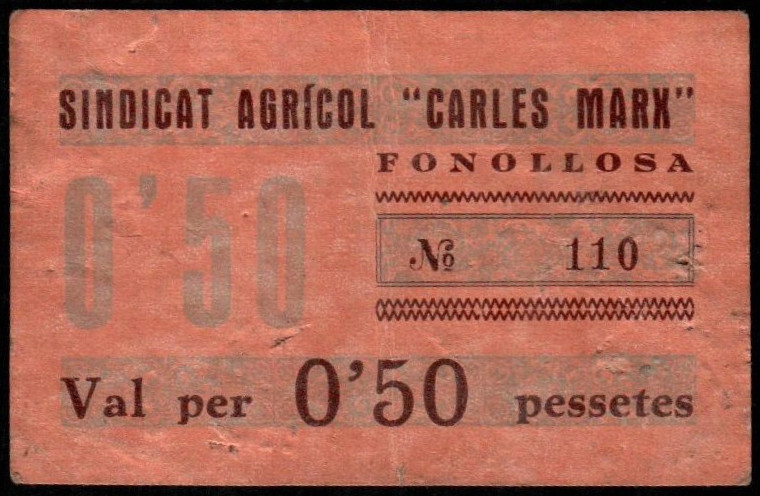 SINDICAT AGRÍCOL "CARLES MARX"
FONOLLOSA
0'50
Nº 110
Val per 0'50 pessetes